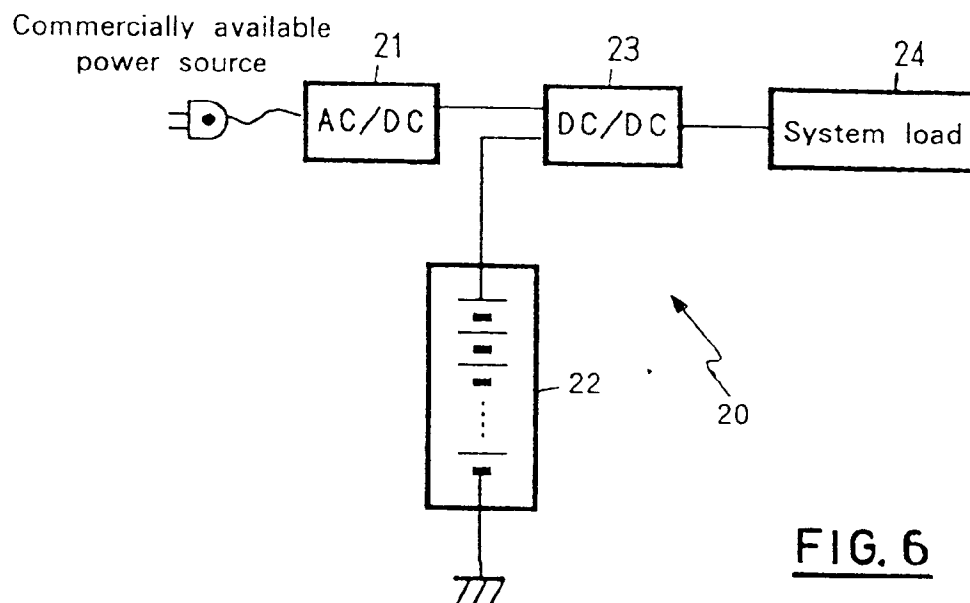 Commercially available
power source
21
23
24
AC/DC
DC/DC
System load
22
20
FIG. 6